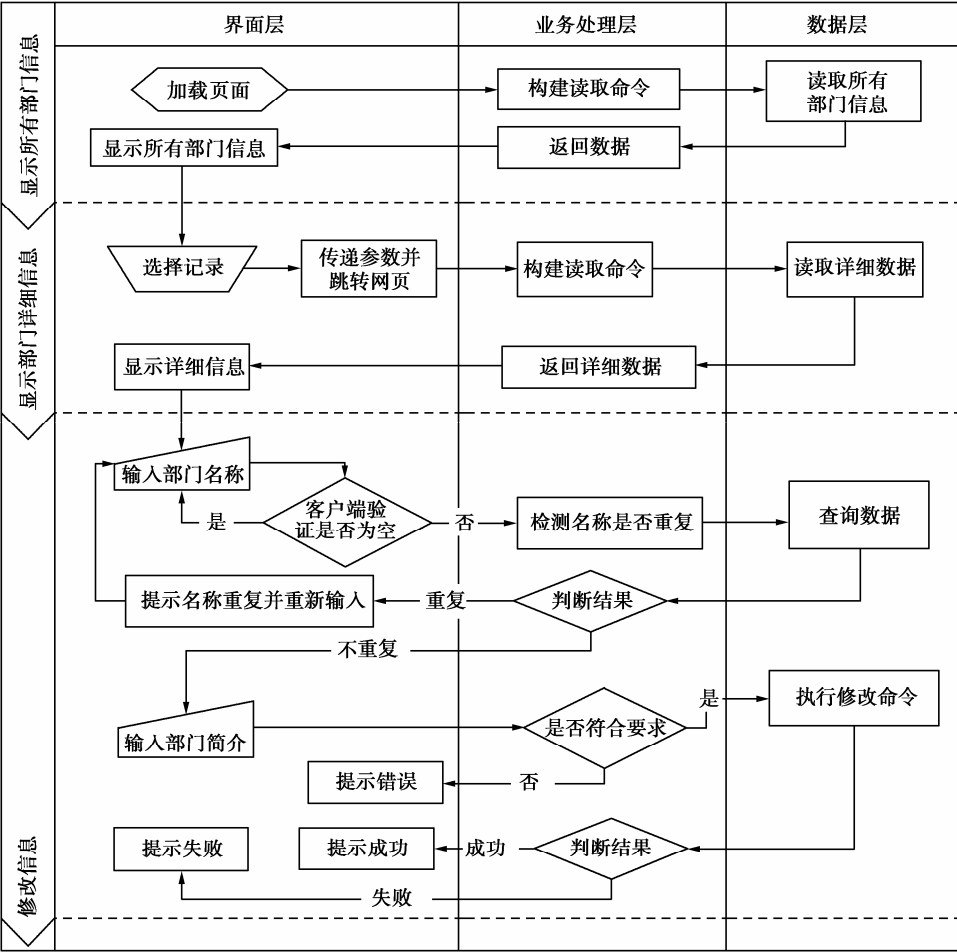 界面层
业务处理层
数据层
显示所有部门信息
加载页面
构建读取命令
读取所有
部门信息
显示所有部门信息
返回数据
显示部门详细信息
选择记录
传递参数并
跳转网页
构建读取命令
读取详细数据
显示详细信息
返回详细数据
修改信息
输入部门名称
客户端验
证是否为空
是
否
检测名称是否重复
查询数据
提示名称重复并重新输入
重复
判断结果
不重复
输入部门简介
是否符合要求
是
执行修改命令
提示错误
否
提示失败
提示成功
成功
判断结果
失败